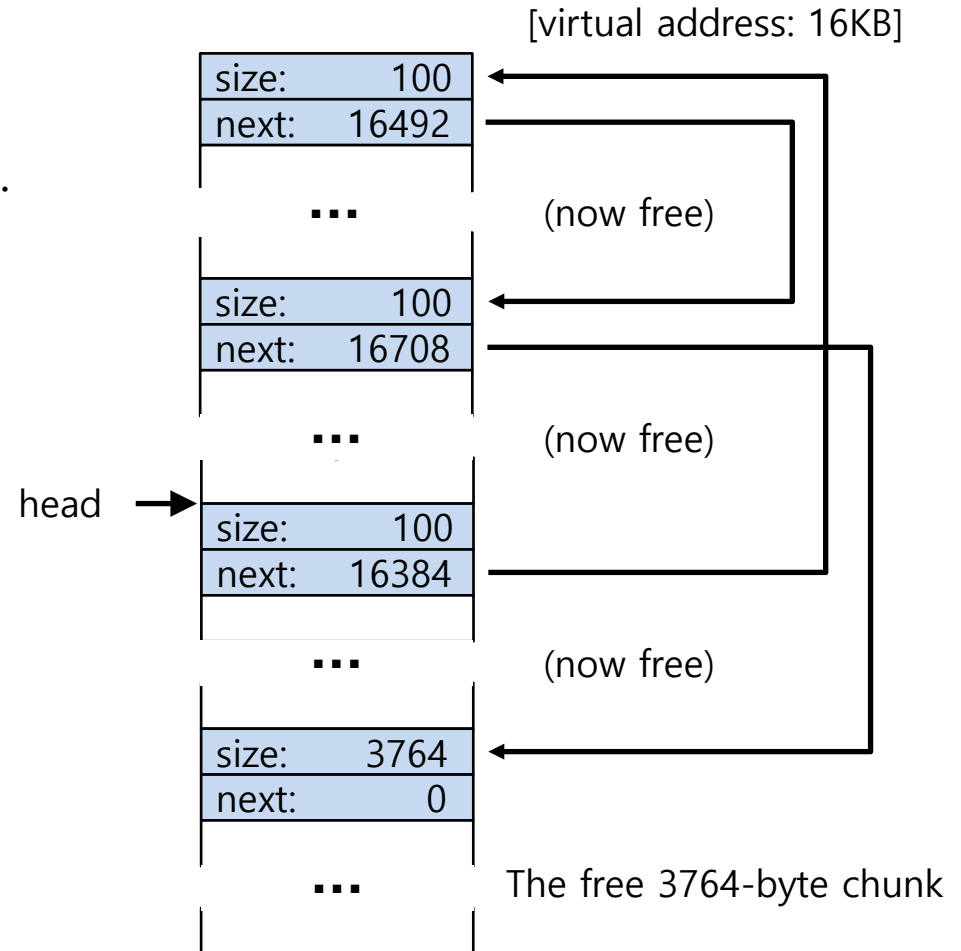 [virtual address: 16KB]
size: 100
next: 16492
.
... (now free)
size: 100
next: 16708
... (now free)
head
size: 100
next: 16384
... (now free)
size: 3764
next: 0
... The free 3764-byte chunk